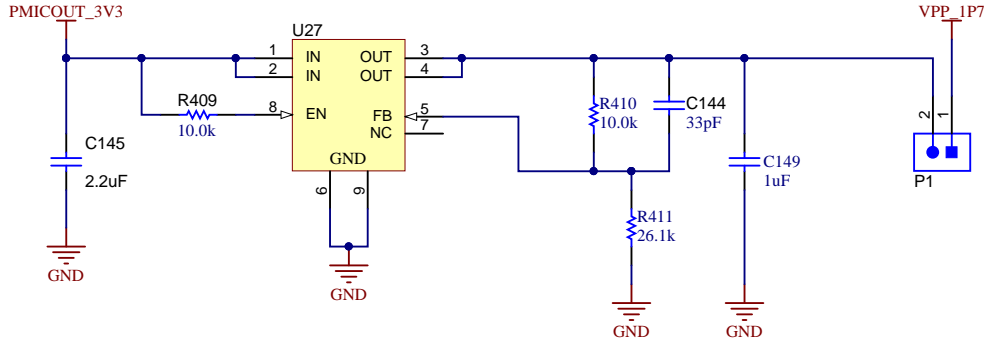 PMICOUT_3V3
VPP_1P7
U27
1
IN
OUT
3
2
IN
OUT
4
R409
10.0k
8
EN
FB
5
NC
7
GND
6
9
GND
C145
2.2uF
GND
R410
10.0k
C144
33pF
R411
26.1k
GND
C149
1uF
GND
2
1
P1